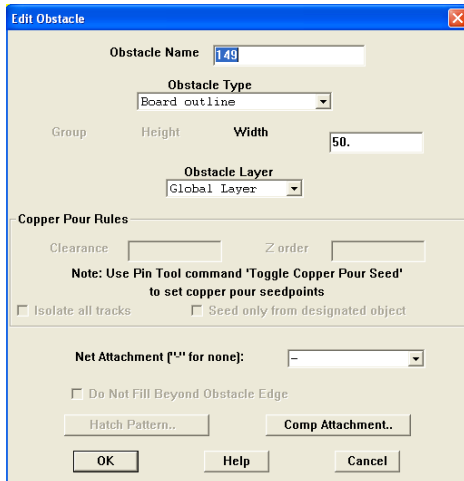 Edit Obstacle
Obstacle Name 149
Obstacle Type
Board outline
Group Height Width 50.
Obstacle Layer
Global Layer
Copper Pour Rules
Clearance Z order
Note: Use Pin Tool command 'Toggle Copper Pour Seed'
to set copper pour seedpoints
Isolate all tracks Seed only from designated object
Net Attachment ("-" for none): -
Do Not Fill Beyond Obstacle Edge
Hatch Pattern.. Comp Attachment..
OK Help Cancel